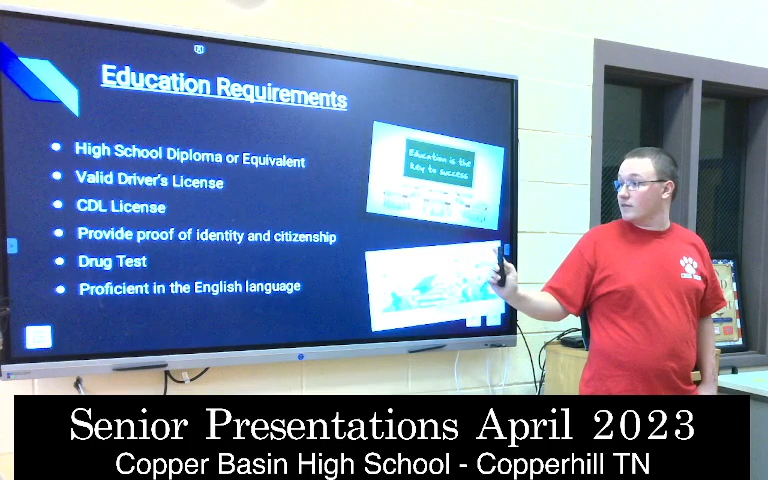 Education Requirements
High School Diploma or Equivalent
Valid Driver's License
CDL License
Provide proof of identity and citizenship
Drug Test
Proficient in the English language
Education is the
key to success
Senior Presentations April 2023
Copper Basin High School - Copperhill TN